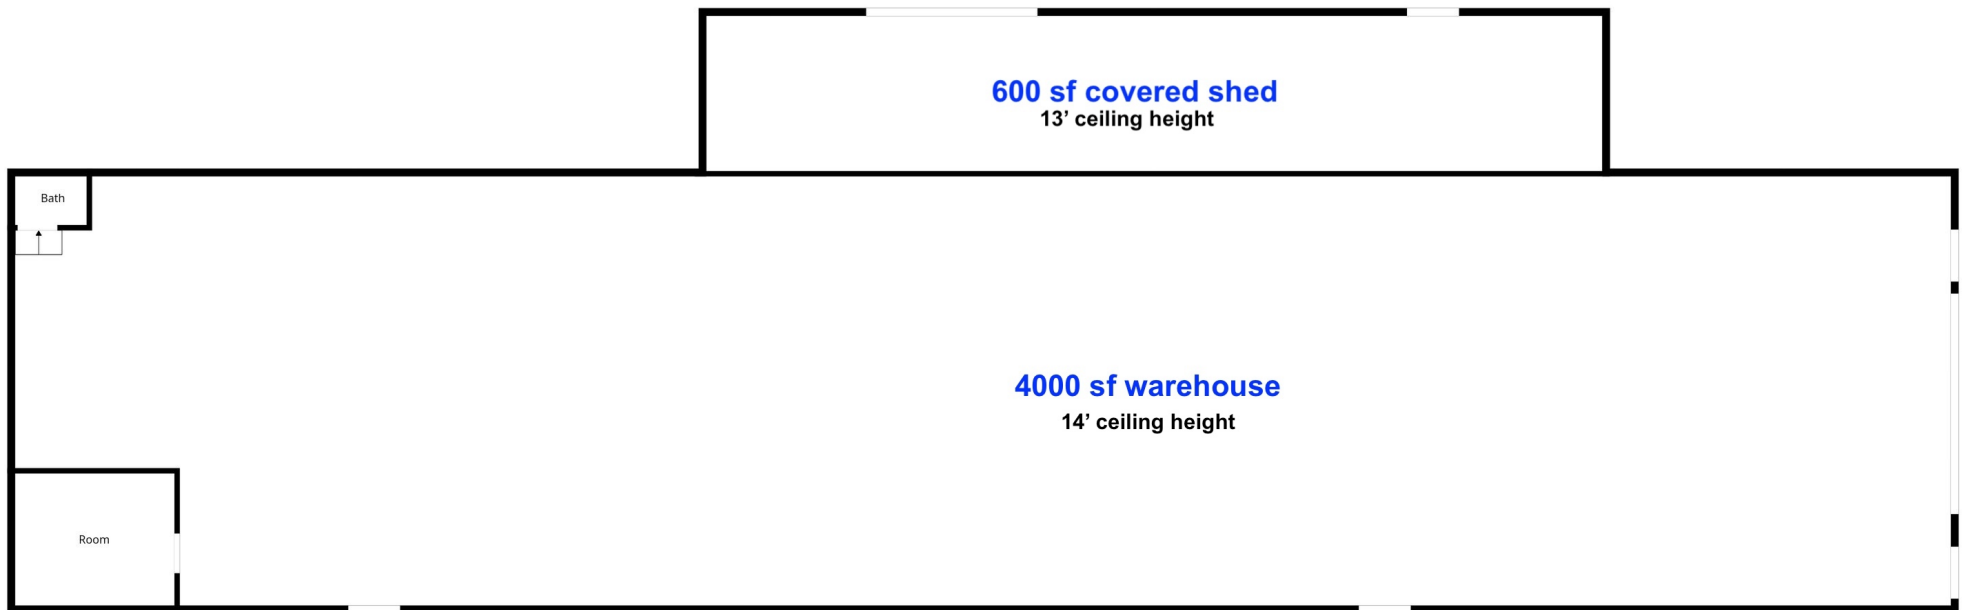 600 sf covered shed
13’ ceiling height
Bath
4000 sf warehouse
14’ ceiling height
Room